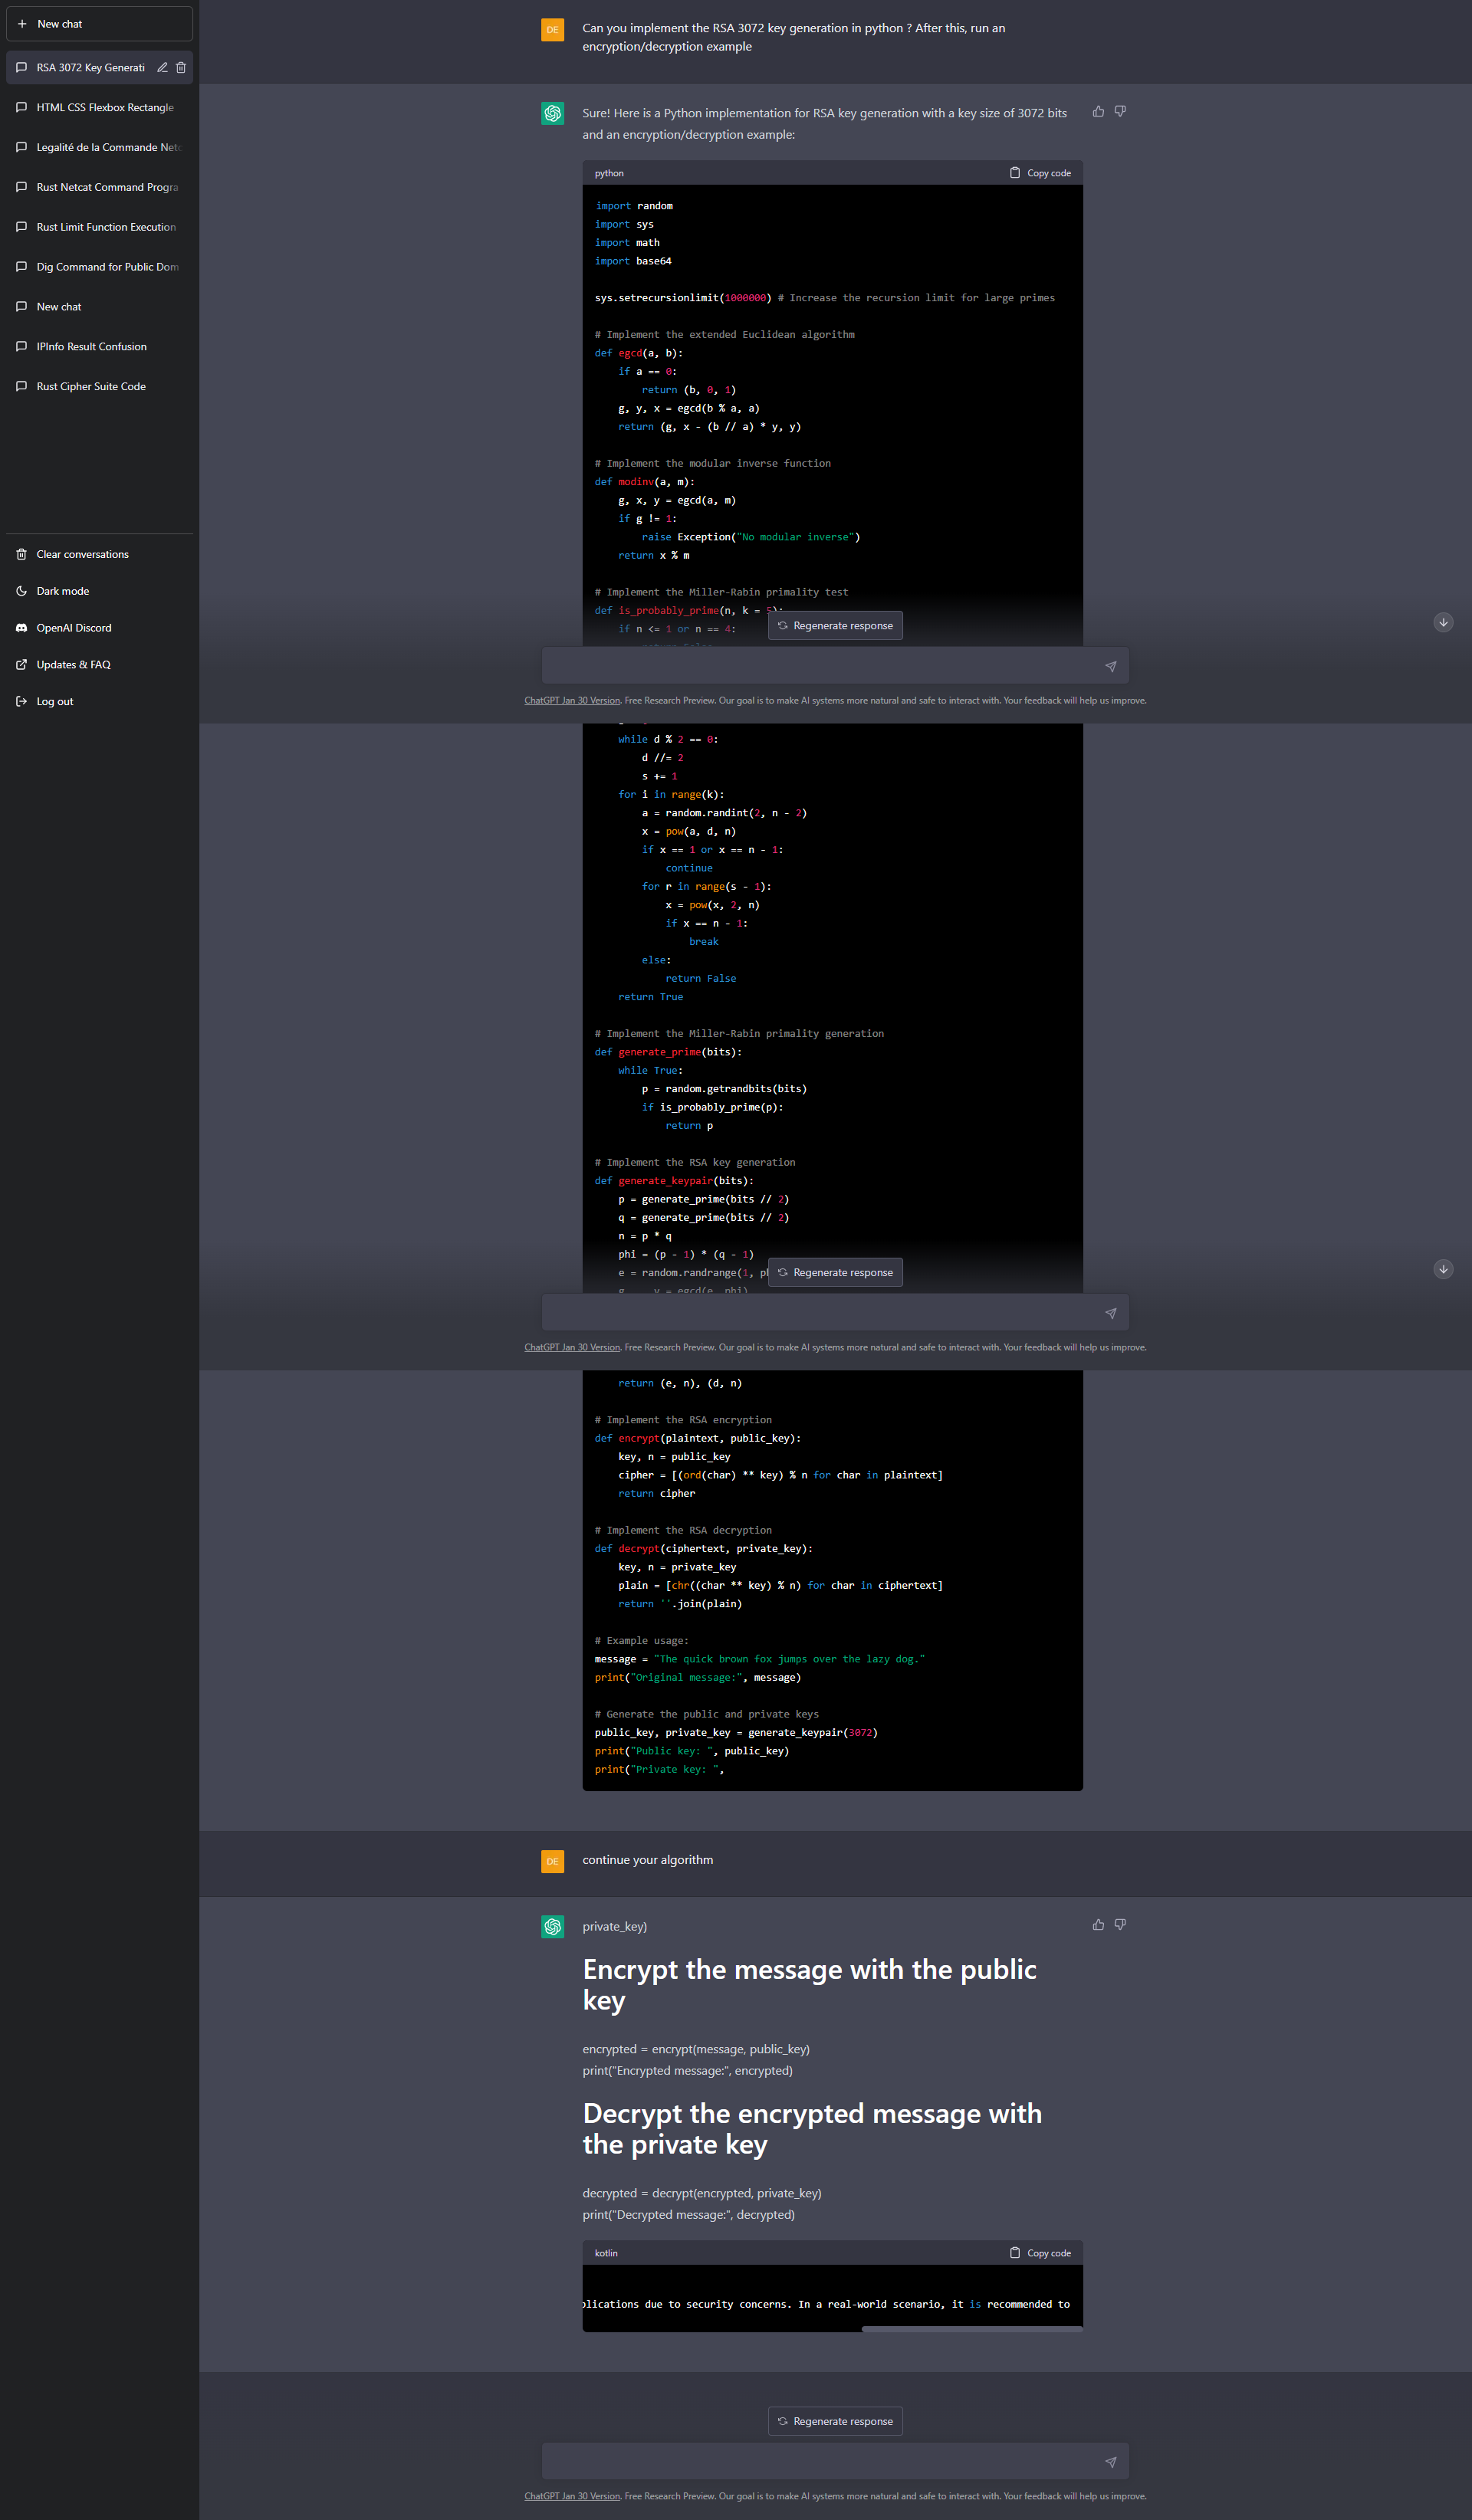 New chat
RSA 3072 Key Generati
HTML CSS Flexbox Rectangle
Legalité de la Commande Netc
Rust Netcat Command Progra
Rust Limit Function Execution
Dig Command for Public Dom
New chat
IPInfo Result Confusion
Rust Cipher Suite Code
Clear conversations
Dark mode
OpenAI Discord
Updates & FAQ
Log out
DE
Can you implement the RSA 3072 key generation in python ? After this, run an
encryption/decryption example
Sure! Here is a Python implementation for RSA key generation with a key size of 3072 bits
and an encryption/decryption example:
python
Copy code
import random
import sys
import math
import base64
sys.setrecursionlimit(1000000) # Increase the recursion limit for large primes
# Implement the extended Euclidean algorithm
def egcd(a, b):
    if a == 0:
        return (b, 0, 1)
    g, y, x = egcd(b % a, a)
    return (g, x - (b // a) * y, y)
# Implement the modular inverse function
def modinv(a, m):
    g, x, y = egcd(a, m)
    if g != 1:
        raise Exception("No modular inverse")
    return x % m
# Implement the Miller-Rabin primality test
def is_probably_prime(n, k = 5):
    if n <= 1 or n == 4:
Regenerate response
ChatGPT Jan 30 Version. Free Research Preview. Our goal is to make AI systems more natural and safe to interact with. Your feedback will help us improve.
    while d % 2 == 0:
        d //= 2
        s += 1
    for i in range(k):
        a = random.randint(2, n - 2)
        x = pow(a, d, n)
        if x == 1 or x == n - 1:
            continue
        for r in range(s - 1):
            x = pow(x, 2, n)
            if x == n - 1:
                break
        else:
            return False
    return True
# Implement the Miller-Rabin primality generation
def generate_prime(bits):
    while True:
        p = random.getrandbits(bits)
        if is_probably_prime(p):
            return p
# Implement the RSA key generation
def generate_keypair(bits):
    p = generate_prime(bits // 2)
    q = generate_prime(bits // 2)
    n = p * q
    phi = (p - 1) * (q - 1)
    e = random.randrange(1, p
Regenerate response
ChatGPT Jan 30 Version. Free Research Preview. Our goal is to make AI systems more natural and safe to interact with. Your feedback will help us improve.
    return (e, n), (d, n)
# Implement the RSA encryption
def encrypt(plaintext, public_key):
    key, n = public_key
    cipher = [(ord(char) ** key) % n for char in plaintext]
    return cipher
# Implement the RSA decryption
def decrypt(ciphertext, private_key):
    key, n = private_key
    plain = [chr((char ** key) % n) for char in ciphertext]
    return ''.join(plain)
# Example usage:
message = "The quick brown fox jumps over the lazy dog."
print("Original message:", message)
# Generate the public and private keys
public_key, private_key = generate_keypair(3072)
print("Public key: ", public_key)
print("Private key: ",
DE
continue your algorithm
private_key)
Encrypt the message with the public
key
encrypted = encrypt(message, public_key)
print("Encrypted message:", encrypted)
Decrypt the encrypted message with
the private key
decrypted = decrypt(encrypted, private_key)
print("Decrypted message:", decrypted)
kotlin
Copy code
plications due to security concerns. In a real-world scenario, it is recommended to
Regenerate response
ChatGPT Jan 30 Version. Free Research Preview. Our goal is to make AI systems more natural and safe to interact with. Your feedback will help us improve.